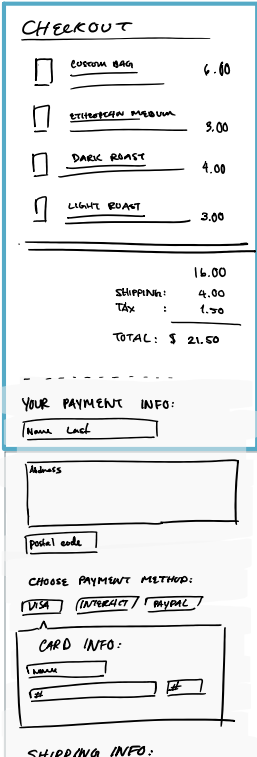 CHECKOUT
CUSTOM BAG 6.00
ETHIOPIAN MEDIUM 3.00
DARK ROAST 4.00
LIGHT ROAST 3.00
16.00
SHIPPING: 4.00
TAX : 1.50
TOTAL: $ 21.50
YOUR PAYMENT INFO:
Name Last
Address
Postal code
CHOOSE PAYMENT METHOD:
VISA INTERACT PAYPAL
CARD INFO:
Name
# #
SHIPPING INFO: